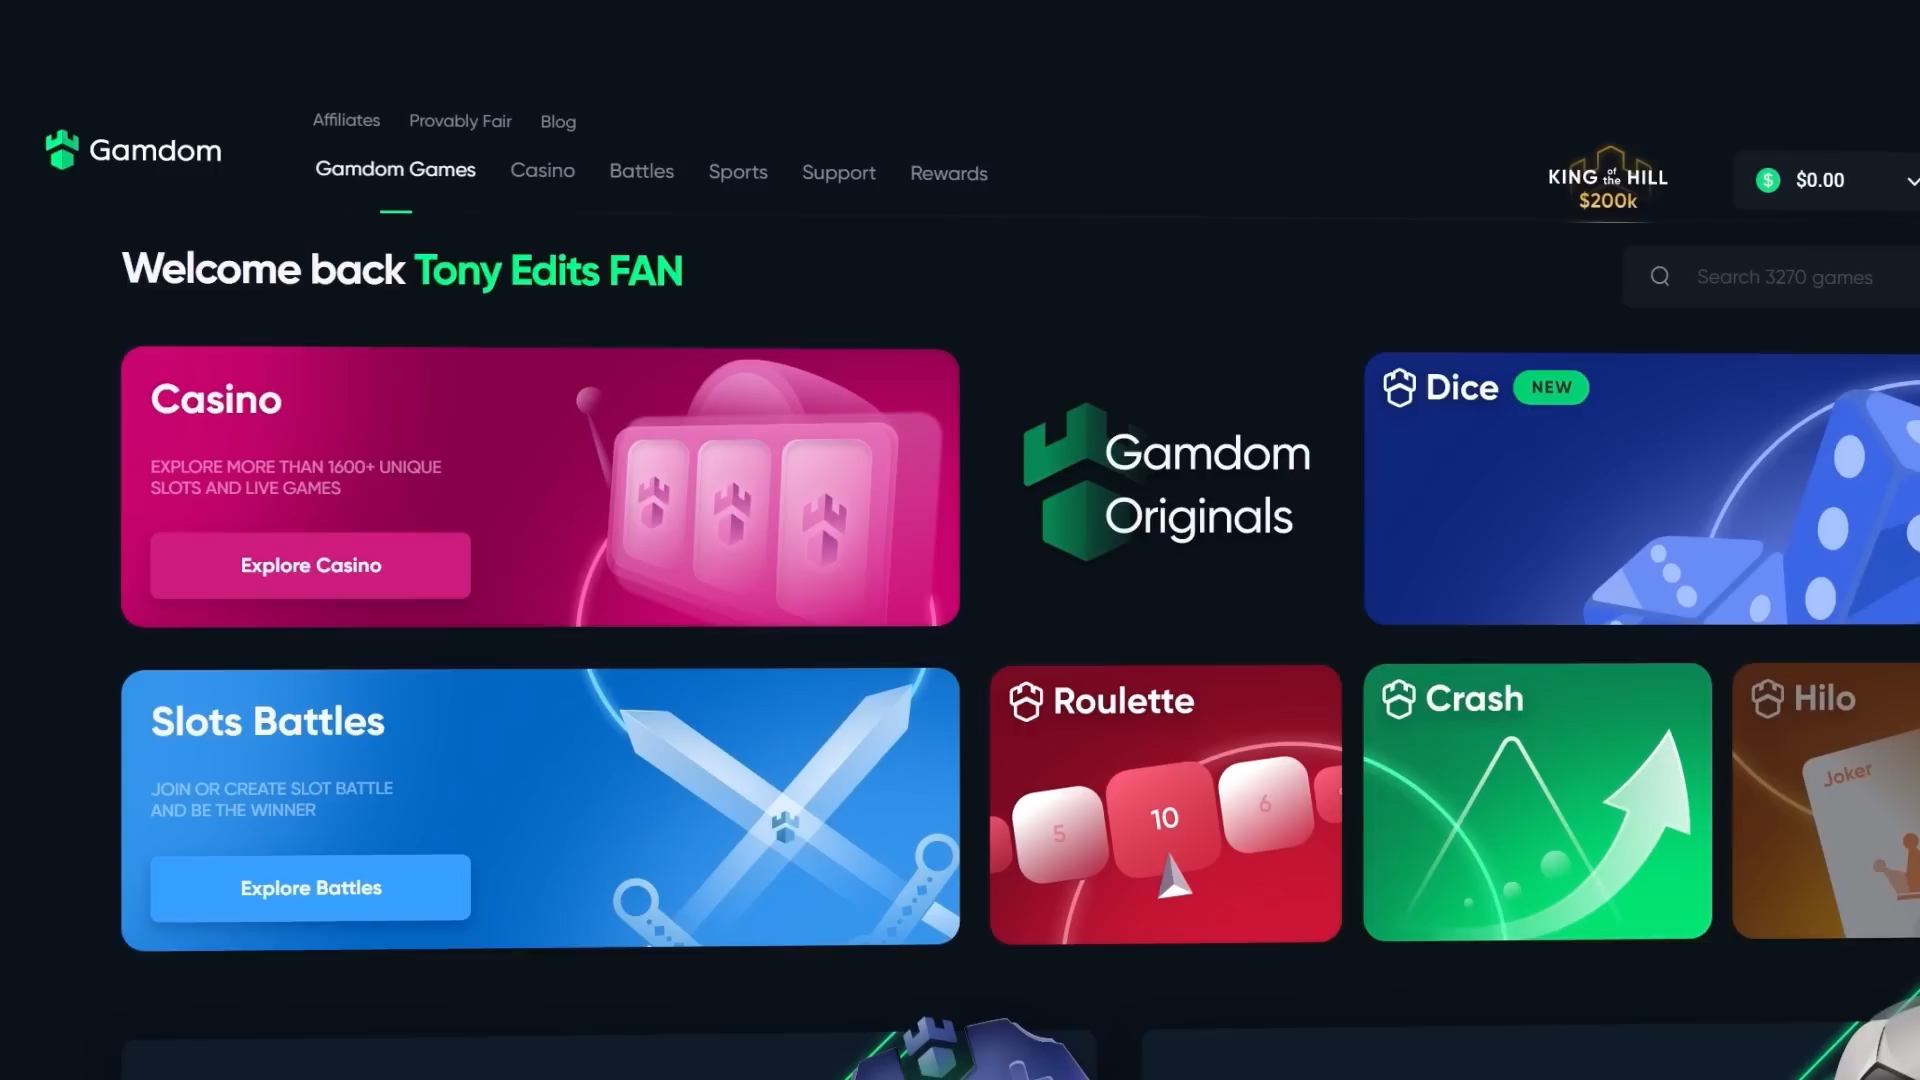 Affiliates Provably Fair Blog
Gamdom
Gamdom Games Casino Battles Sports Support Rewards
KING of the HILL
$200k
$0.00
Welcome back Tony Edits FAN
Search 3270 games
Casino
EXPLORE MORE THAN 1600+ UNIQUE
SLOTS AND LIVE GAMES
Explore Casino
Gamdom
Originals
Dice NEW
Slots Battles
JOIN OR CREATE SLOT BATTLE
AND BE THE WINNER
Explore Battles
Roulette
5 10 6
Crash
Hilo
Joker